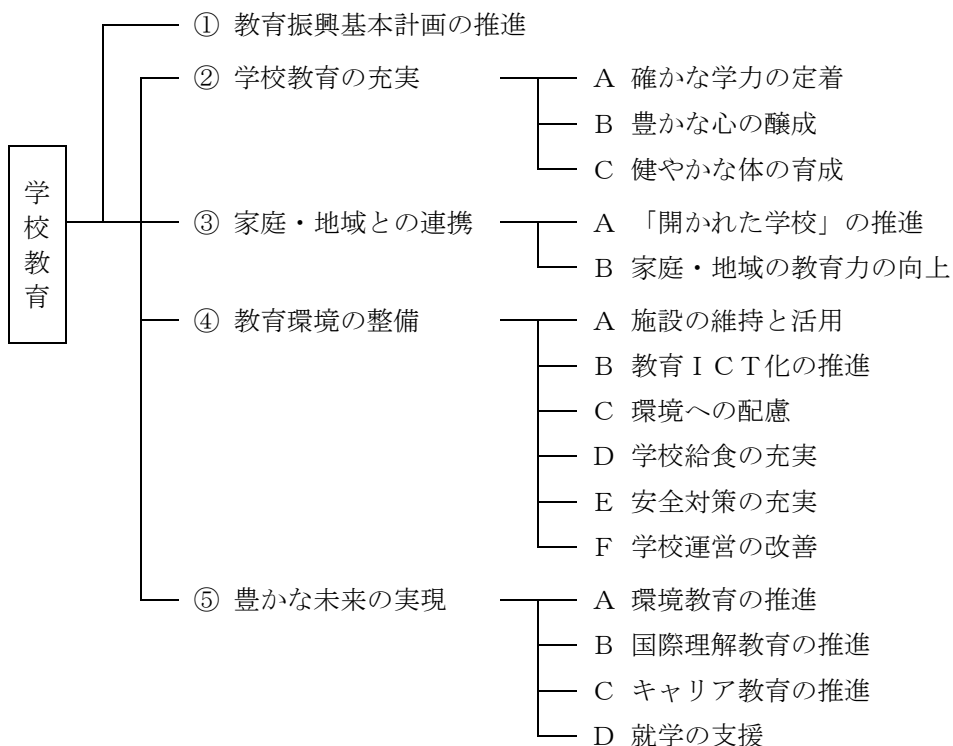 学校教育
① 教育振興基本計画の推進
② 学校教育の充実
A 確かな学力の定着
B 豊かな心の醸成
C 健やかな体の育成
③ 家庭・地域との連携
A 「開かれた学校」の推進
B 家庭・地域の教育力の向上
④ 教育環境の整備
A 施設の維持と活用
B 教育ICT化の推進
C 環境への配慮
D 学校給食の充実
E 安全対策の充実
F 学校運営の改善
⑤ 豊かな未来の実現
A 環境教育の推進
B 国際理解教育の推進
C キャリア教育の推進
D 就学の支援